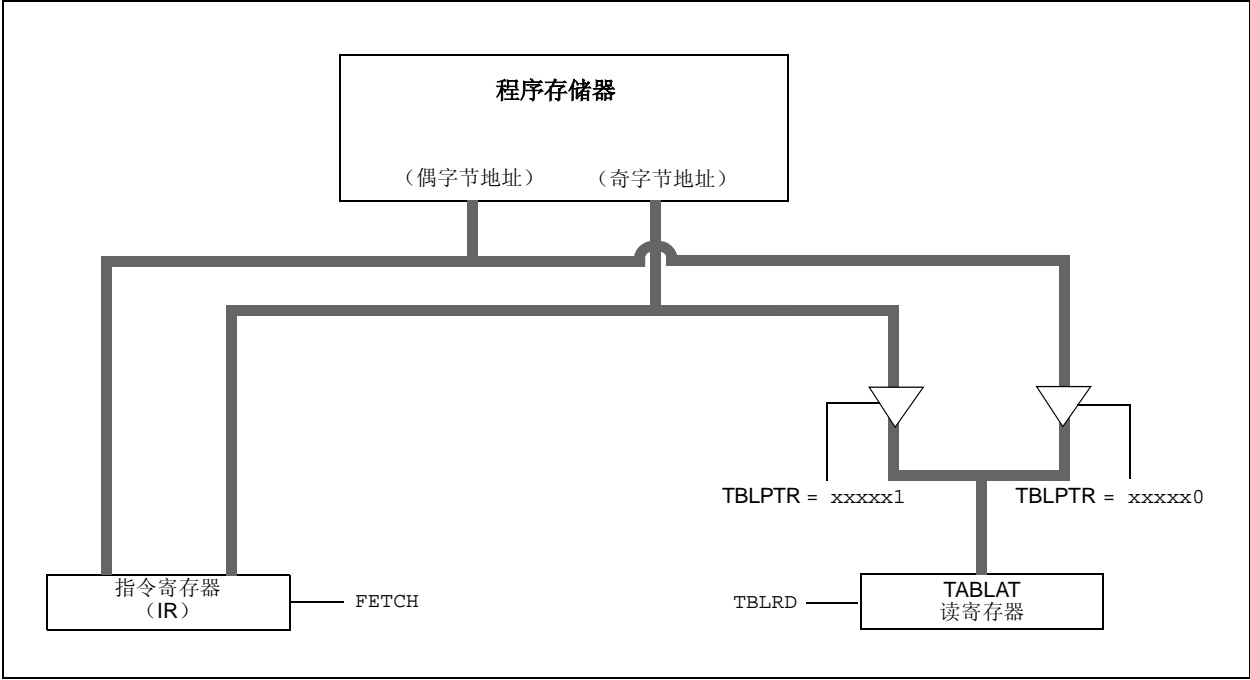 程序存储器
（偶字节地址） （奇字节地址）
TBLPTR = xxxxx1 TBLPTR = xxxxx0
指令寄存器
（IR）
FETCH
TBLRD
TABLAT
读寄存器